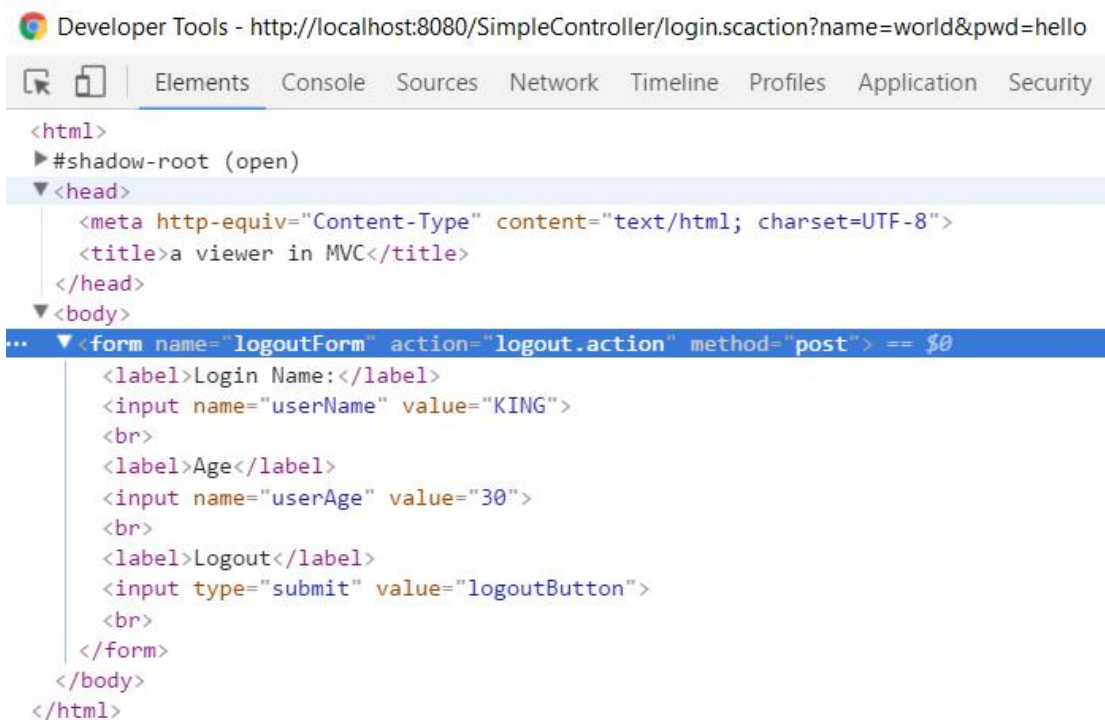 Developer Tools - http://localhost:8080/SimpleController/login.scaction?name=world&pwd=hello
Elements Console Sources Network Timeline Profiles Application Security
<html>
▶#shadow-root (open)
▼<head>
<meta http-equiv="Content-Type" content="text/html; charset=UTF-8">
<title>a viewer in MVC</title>
</head>
▼<body>
... ▼<form name="logoutForm" action="logout.action" method="post"> == $0
<label>Login Name:</label>
<input name="userName" value="KING">
<br>
<label>Age</label>
<input name="userAge" value="30">
<br>
<label>Logout</label>
<input type="submit" value="logoutButton">
<br>
</form>
</body>
</html>